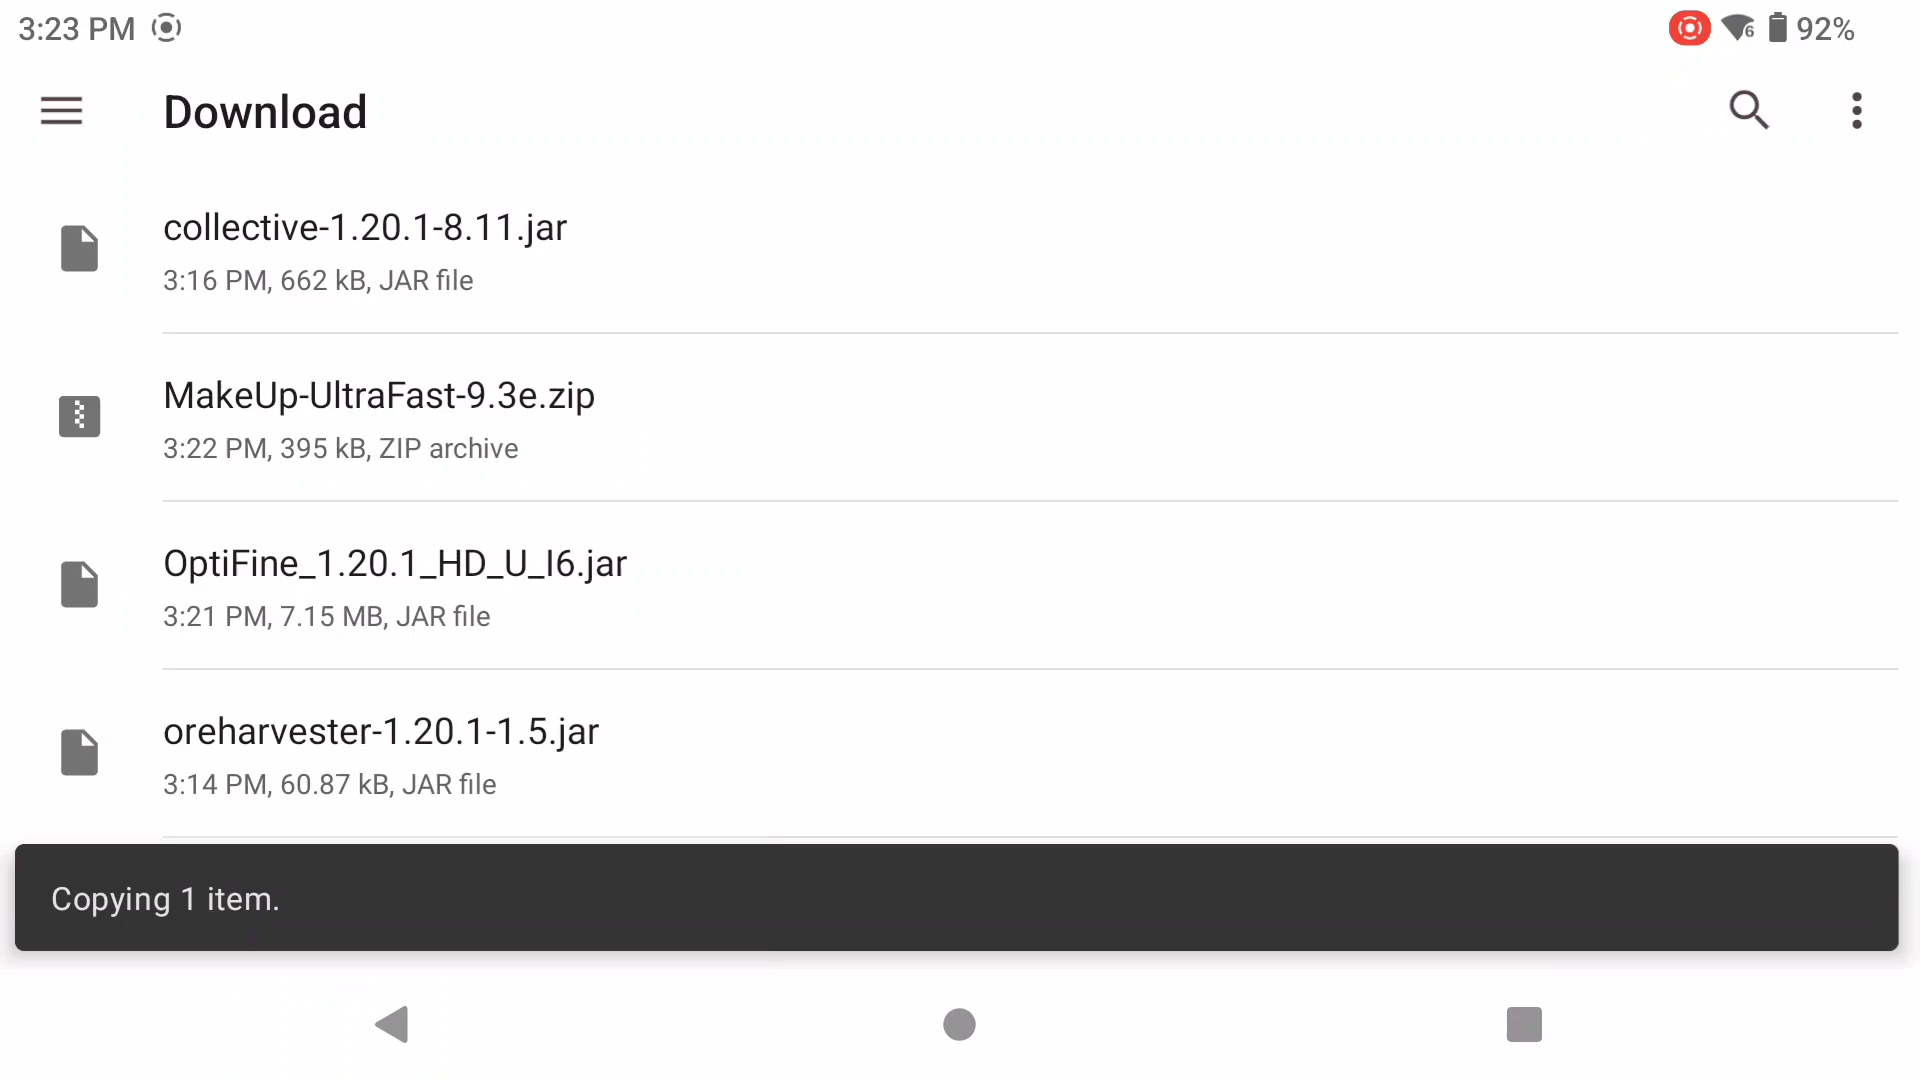 3:23 PM
6 92%
Download
collective-1.20.1-8.11.jar
3:16 PM, 662 kB, JAR file
MakeUp-UltraFast-9.3e.zip
3:22 PM, 395 kB, ZIP archive
OptiFine_1.20.1_HD_U_I6.jar
3:21 PM, 7.15 MB, JAR file
oreharvester-1.20.1-1.5.jar
3:14 PM, 60.87 kB, JAR file
Copying 1 item.